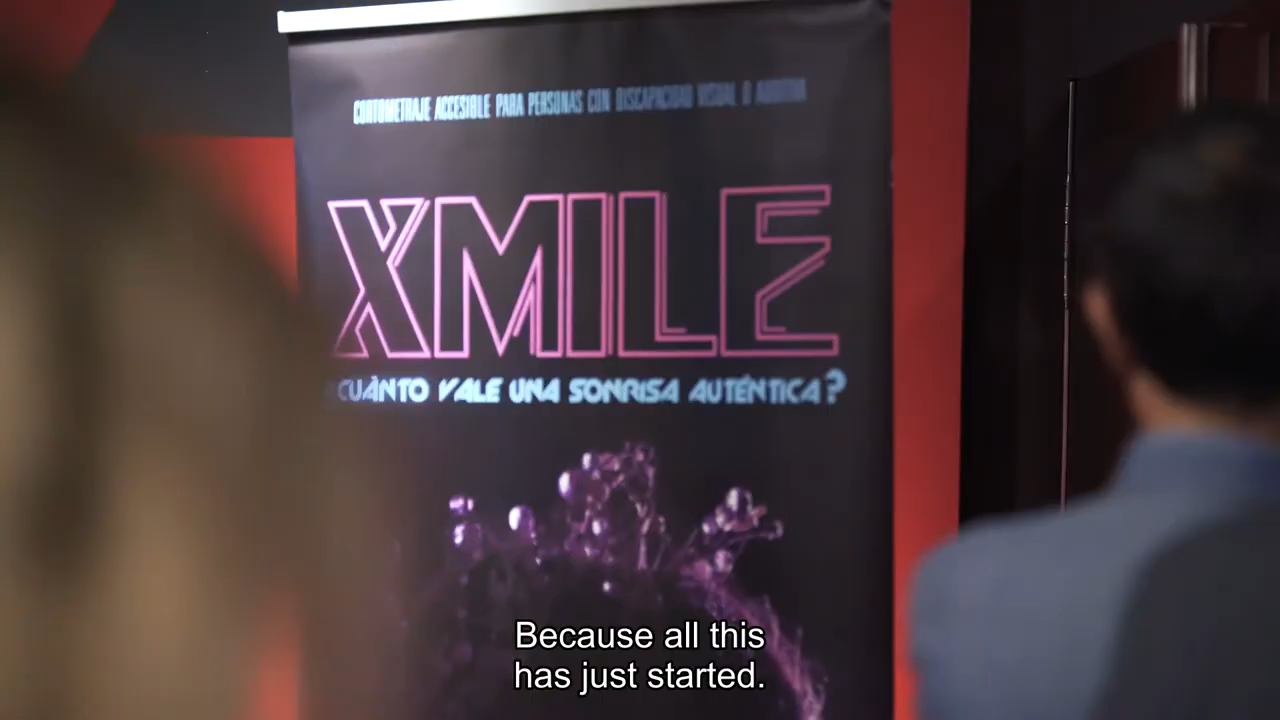 CORTOMETRAJE ACCESIBLE PARA PERSONAS CON DISCAPACIDAD VISUAL O AUDITIVA
XMILE
CUÁNTO VALE UNA SONRISA AUTÉNTICA?
Because all this
has just started.